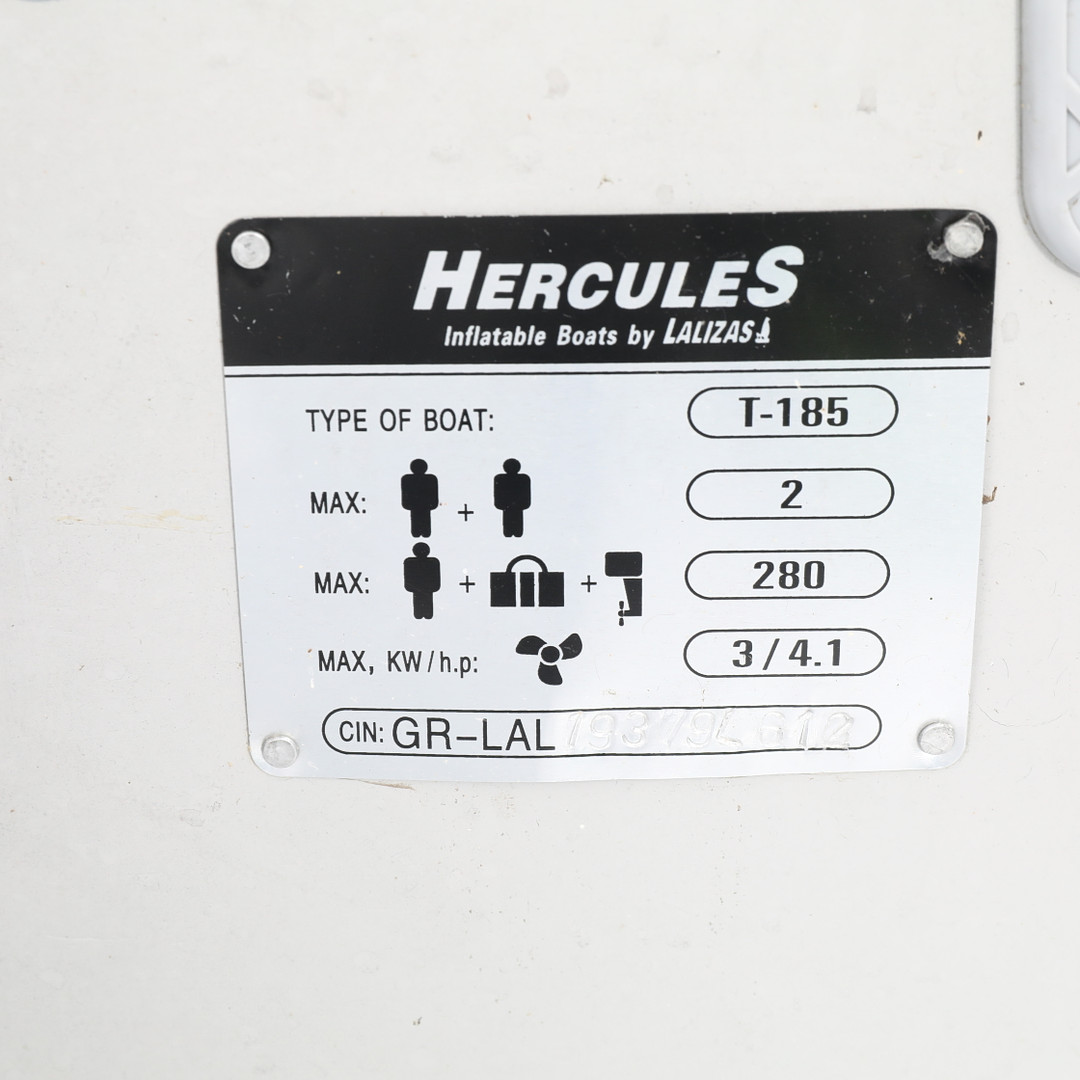 HERCULES
Inflatable Boats by LALIZAS
TYPE OF BOAT: T-185
MAX: + 2
MAX: + + 280
MAX, KW/h.p: 3/4.1
CIN: GR-LAL